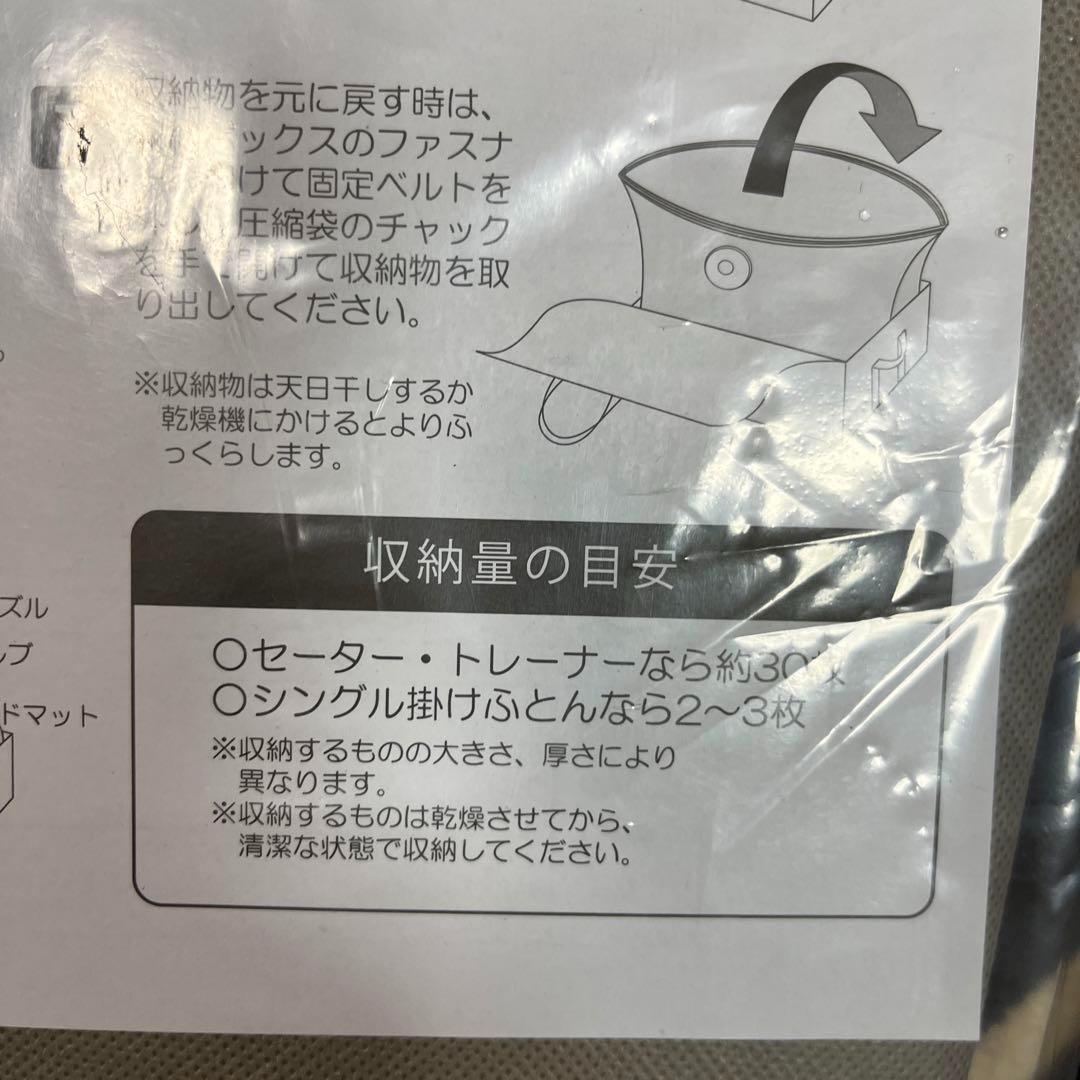 収納物を元に戻す時は、
ックスのファスナ
けて固定ベルトを
圧縮袋のチャック
を手で開けて収納物を取
り出してください。
※収納物は天日干しするか
乾燥機にかけるとよりふ
っくらします。
ズル
ドマット
収納量の目安
○セーター・トレーナーなら約30枚
○シングル掛けふとんなら2～3枚
※収納するものの大きさ、厚さにより
異なります。
※収納するものは乾燥させてから、
清潔な状態で収納してください。